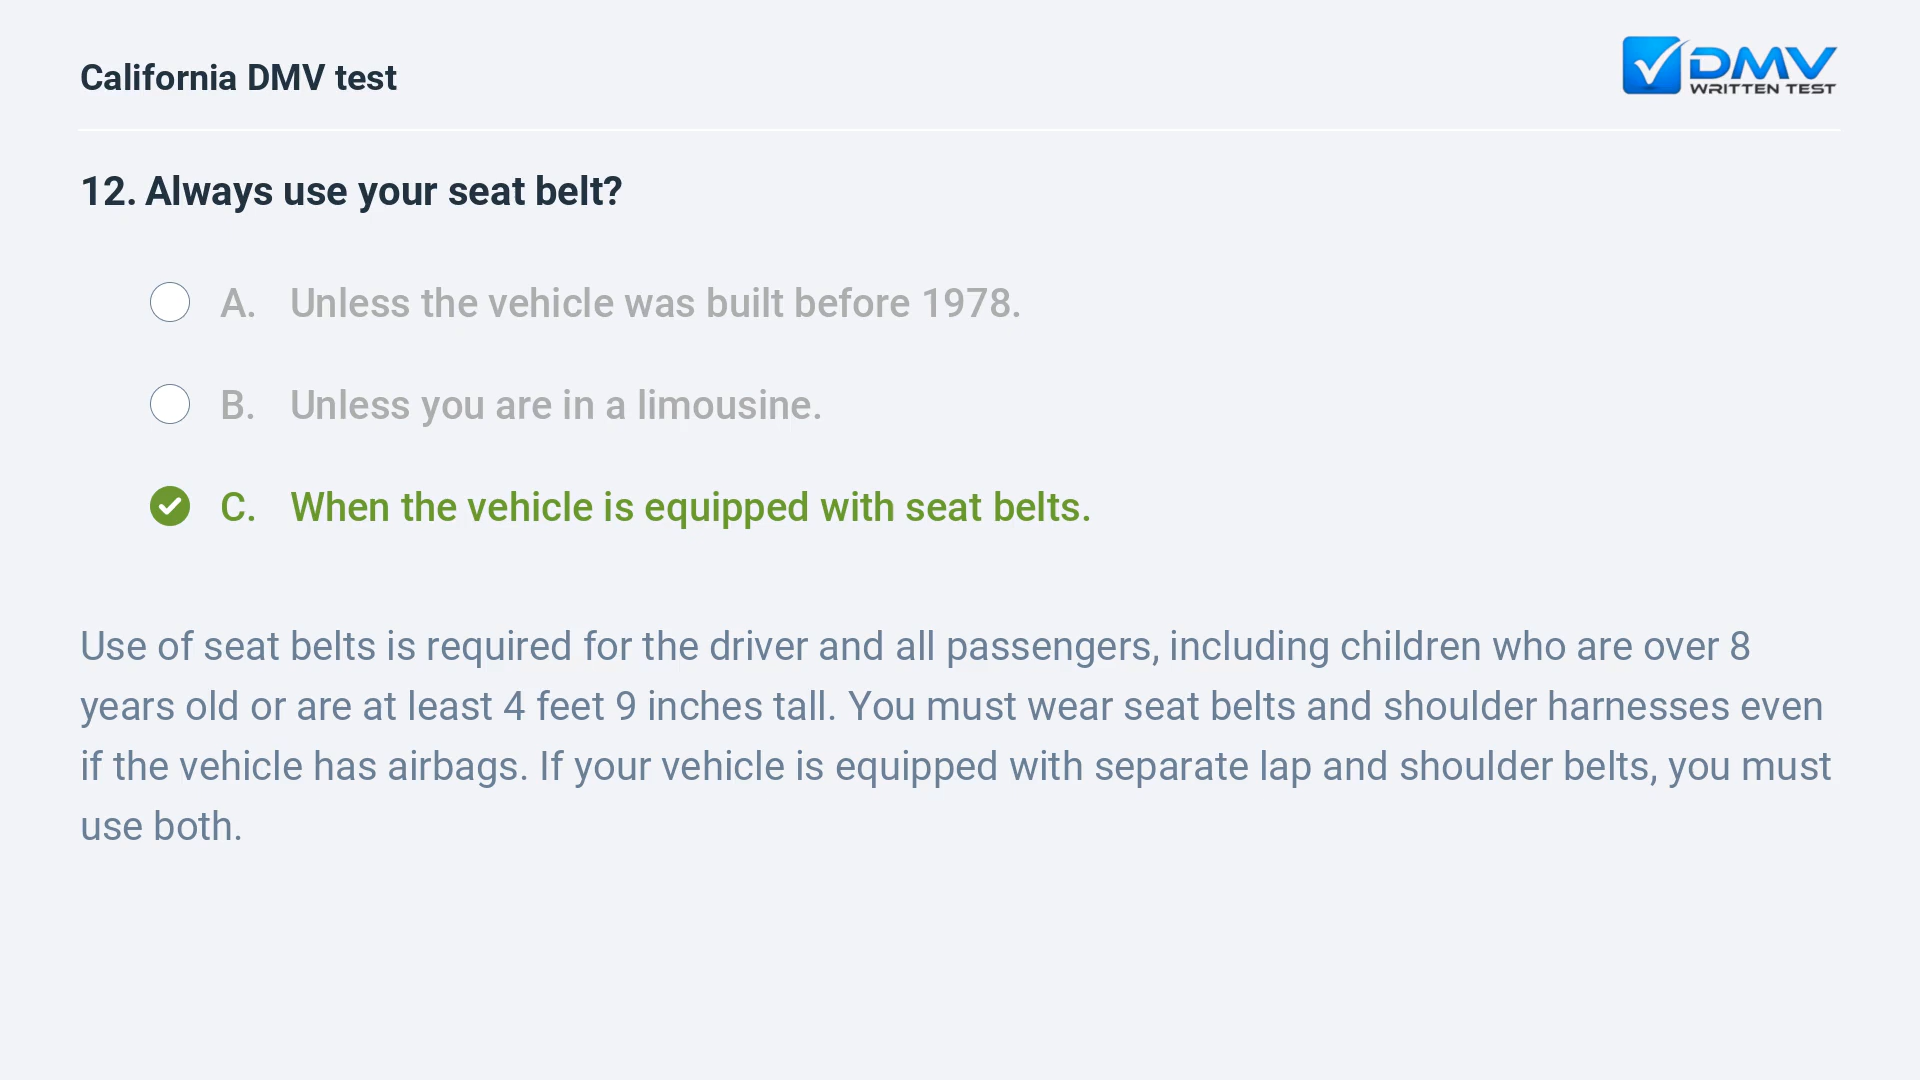 California DMV test
DMV
WRITTEN TEST
12. Always use your seat belt?
A. Unless the vehicle was built before 1978.
B. Unless you are in a limousine.
C. When the vehicle is equipped with seat belts.
Use of seat belts is required for the driver and all passengers, including children who are over 8
years old or are at least 4 feet 9 inches tall. You must wear seat belts and shoulder harnesses even
if the vehicle has airbags. If your vehicle is equipped with separate lap and shoulder belts, you must
use both.